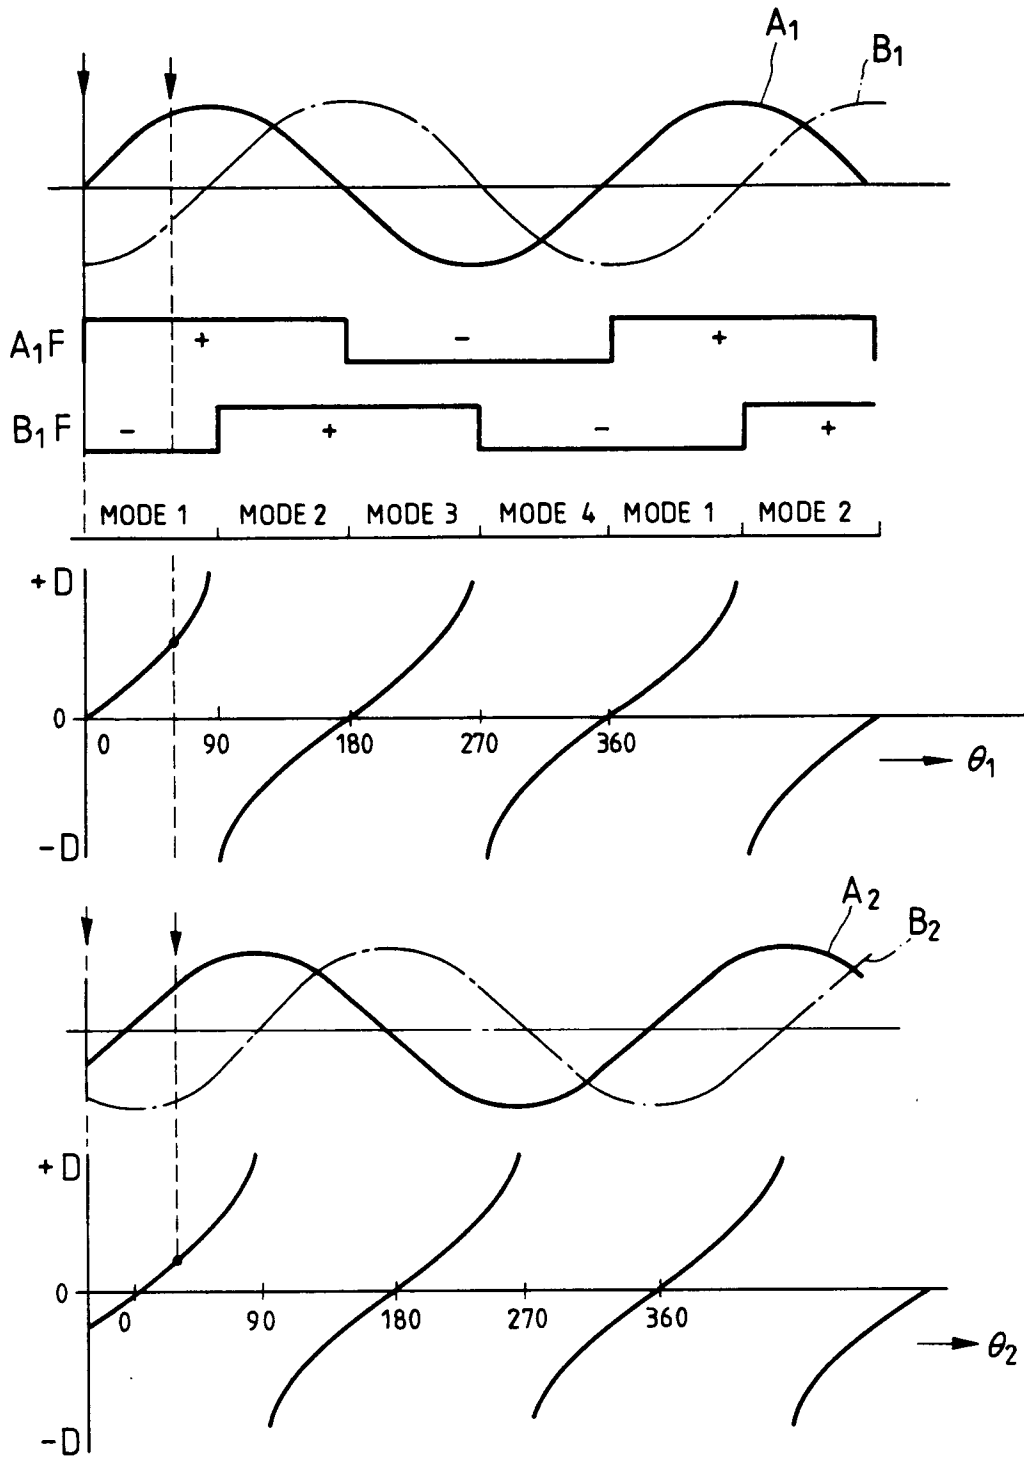 A1
B1
A1F + - +
B1F - + - +
MODE 1 MODE 2 MODE 3 MODE 4 MODE 1 MODE 2
+D
0
0 90 180 270 360
θ1
-D
A2
B2
+D
0
0 90 180 270 360
θ2
-D